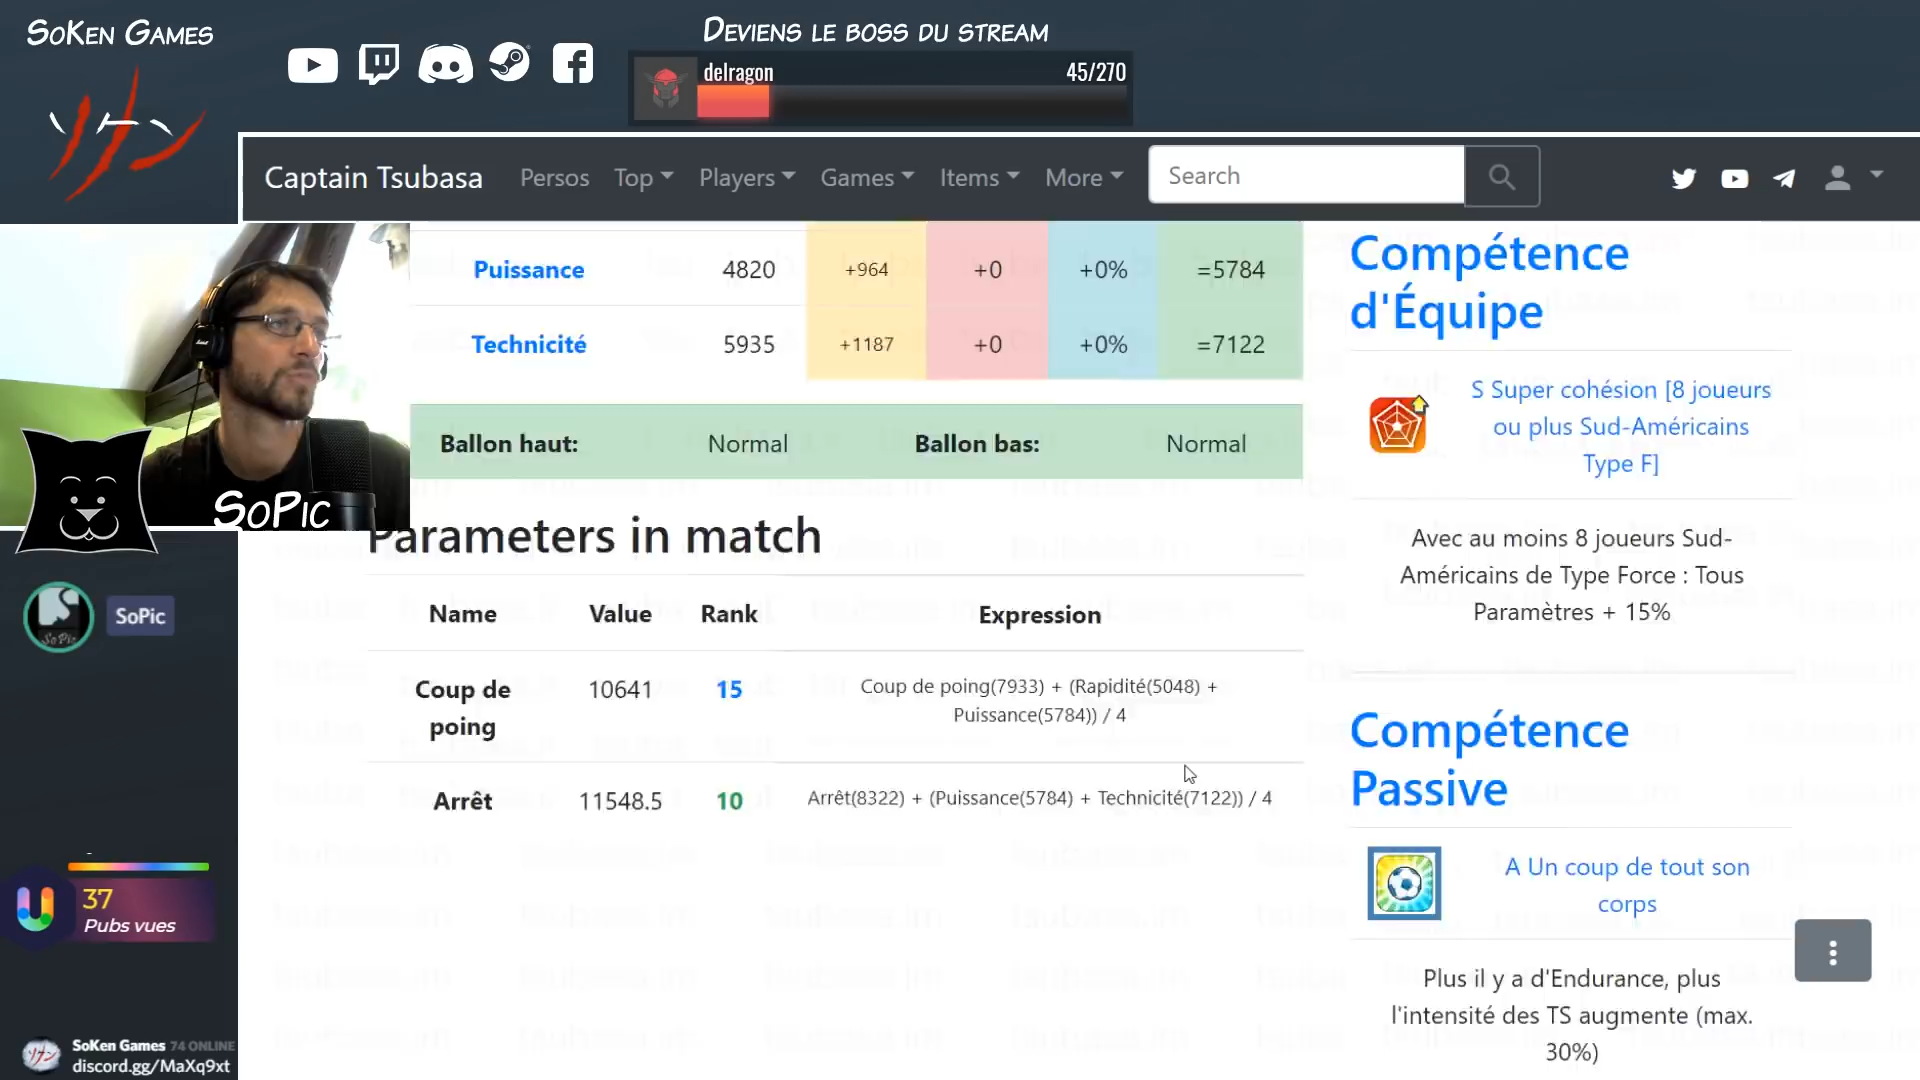 SoKen Games
Deviens le boss du stream
delragon 45/270
ソケン
Captain Tsubasa Persos Top Players Games Items More Search
Puissance 4820 +964 +0 +0% =5784
Technicité 5935 +1187 +0 +0% =7122
Ballon haut: Normal Ballon bas: Normal
SoPic
Parameters in match
Name Value Rank Expression
Coup de poing 10641 15 Coup de poing(7933) + (Rapidité(5048) +
Puissance(5784)) / 4
Arrêt 11548.5 10 Arrêt(8322) + (Puissance(5784) + Technicité(7122)) / 4
Compétence
d'Équipe
S Super cohésion [8 joueurs
ou plus Sud-Américains
Type F]
Avec au moins 8 joueurs Sud-
Américains de Type Force : Tous
Paramètres + 15%
Compétence
Passive
A Un coup de tout son
corps
Plus il y a d'Endurance, plus
l'intensité des TS augmente (max.
30%)
SoPic
SoPic
37
Pubs vues
SoKen Games 74 ONLINE
discord.gg/MaXq9xt